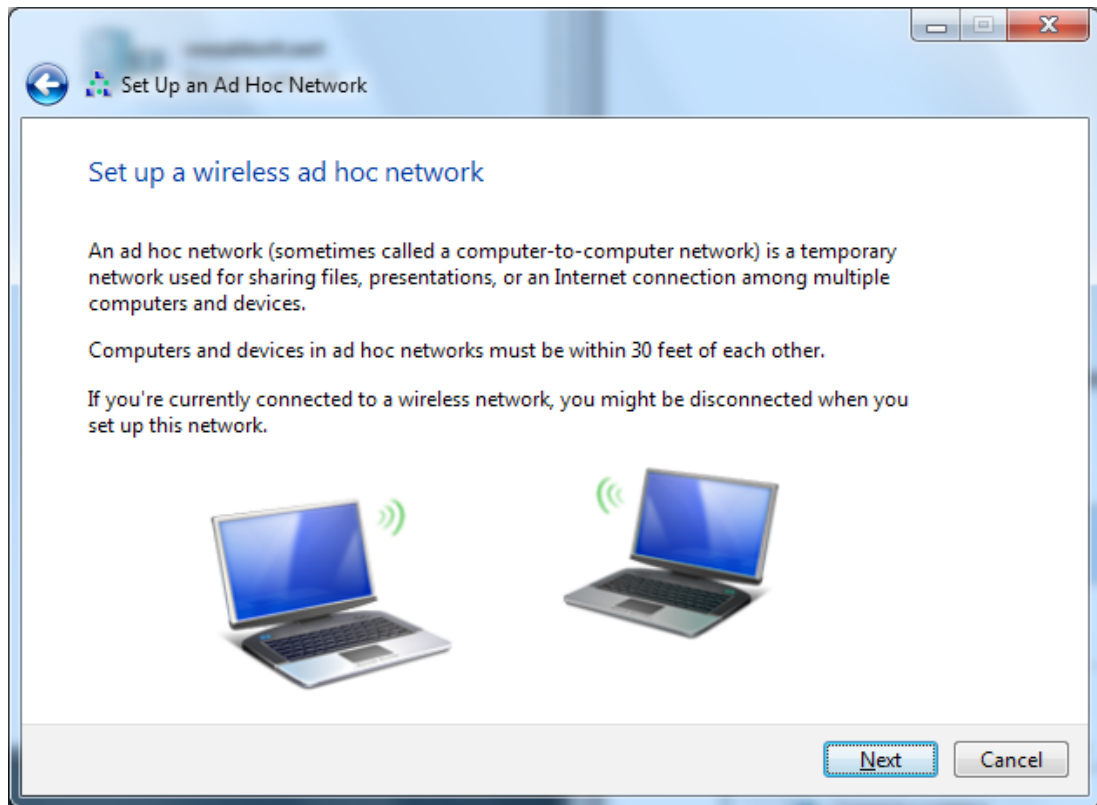 Set Up an Ad Hoc Network
Set up a wireless ad hoc network
An ad hoc network (sometimes called a computer-to-computer network) is a temporary
network used for sharing files, presentations, or an Internet connection among multiple
computers and devices.
Computers and devices in ad hoc networks must be within 30 feet of each other.
If you're currently connected to a wireless network, you might be disconnected when you
set up this network.
Next Cancel